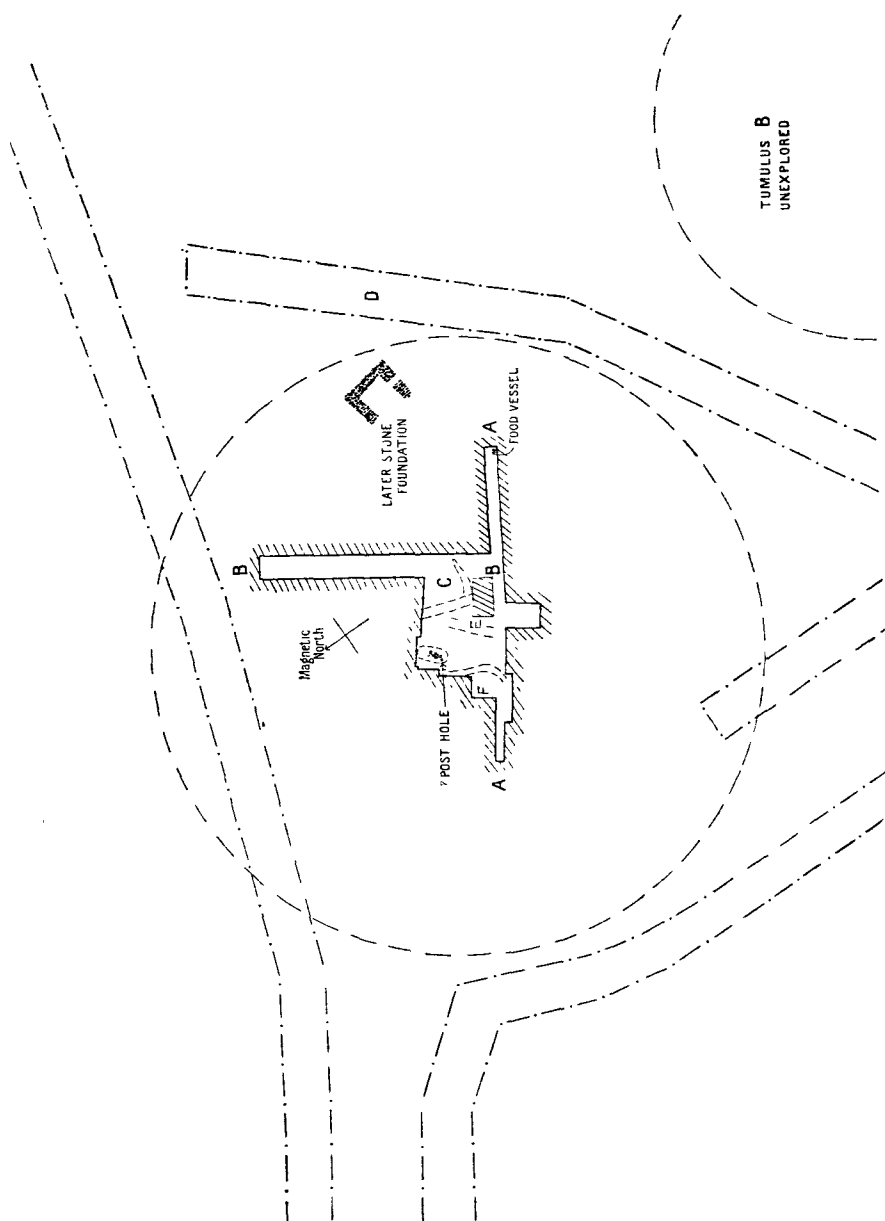 TUMULUS B
UNEXPLORED
D
LATER STONE
FOUNDATION
A
FOOD VESSEL
B
C
B
E
Magnetic
North
F
? POST HOLE
A